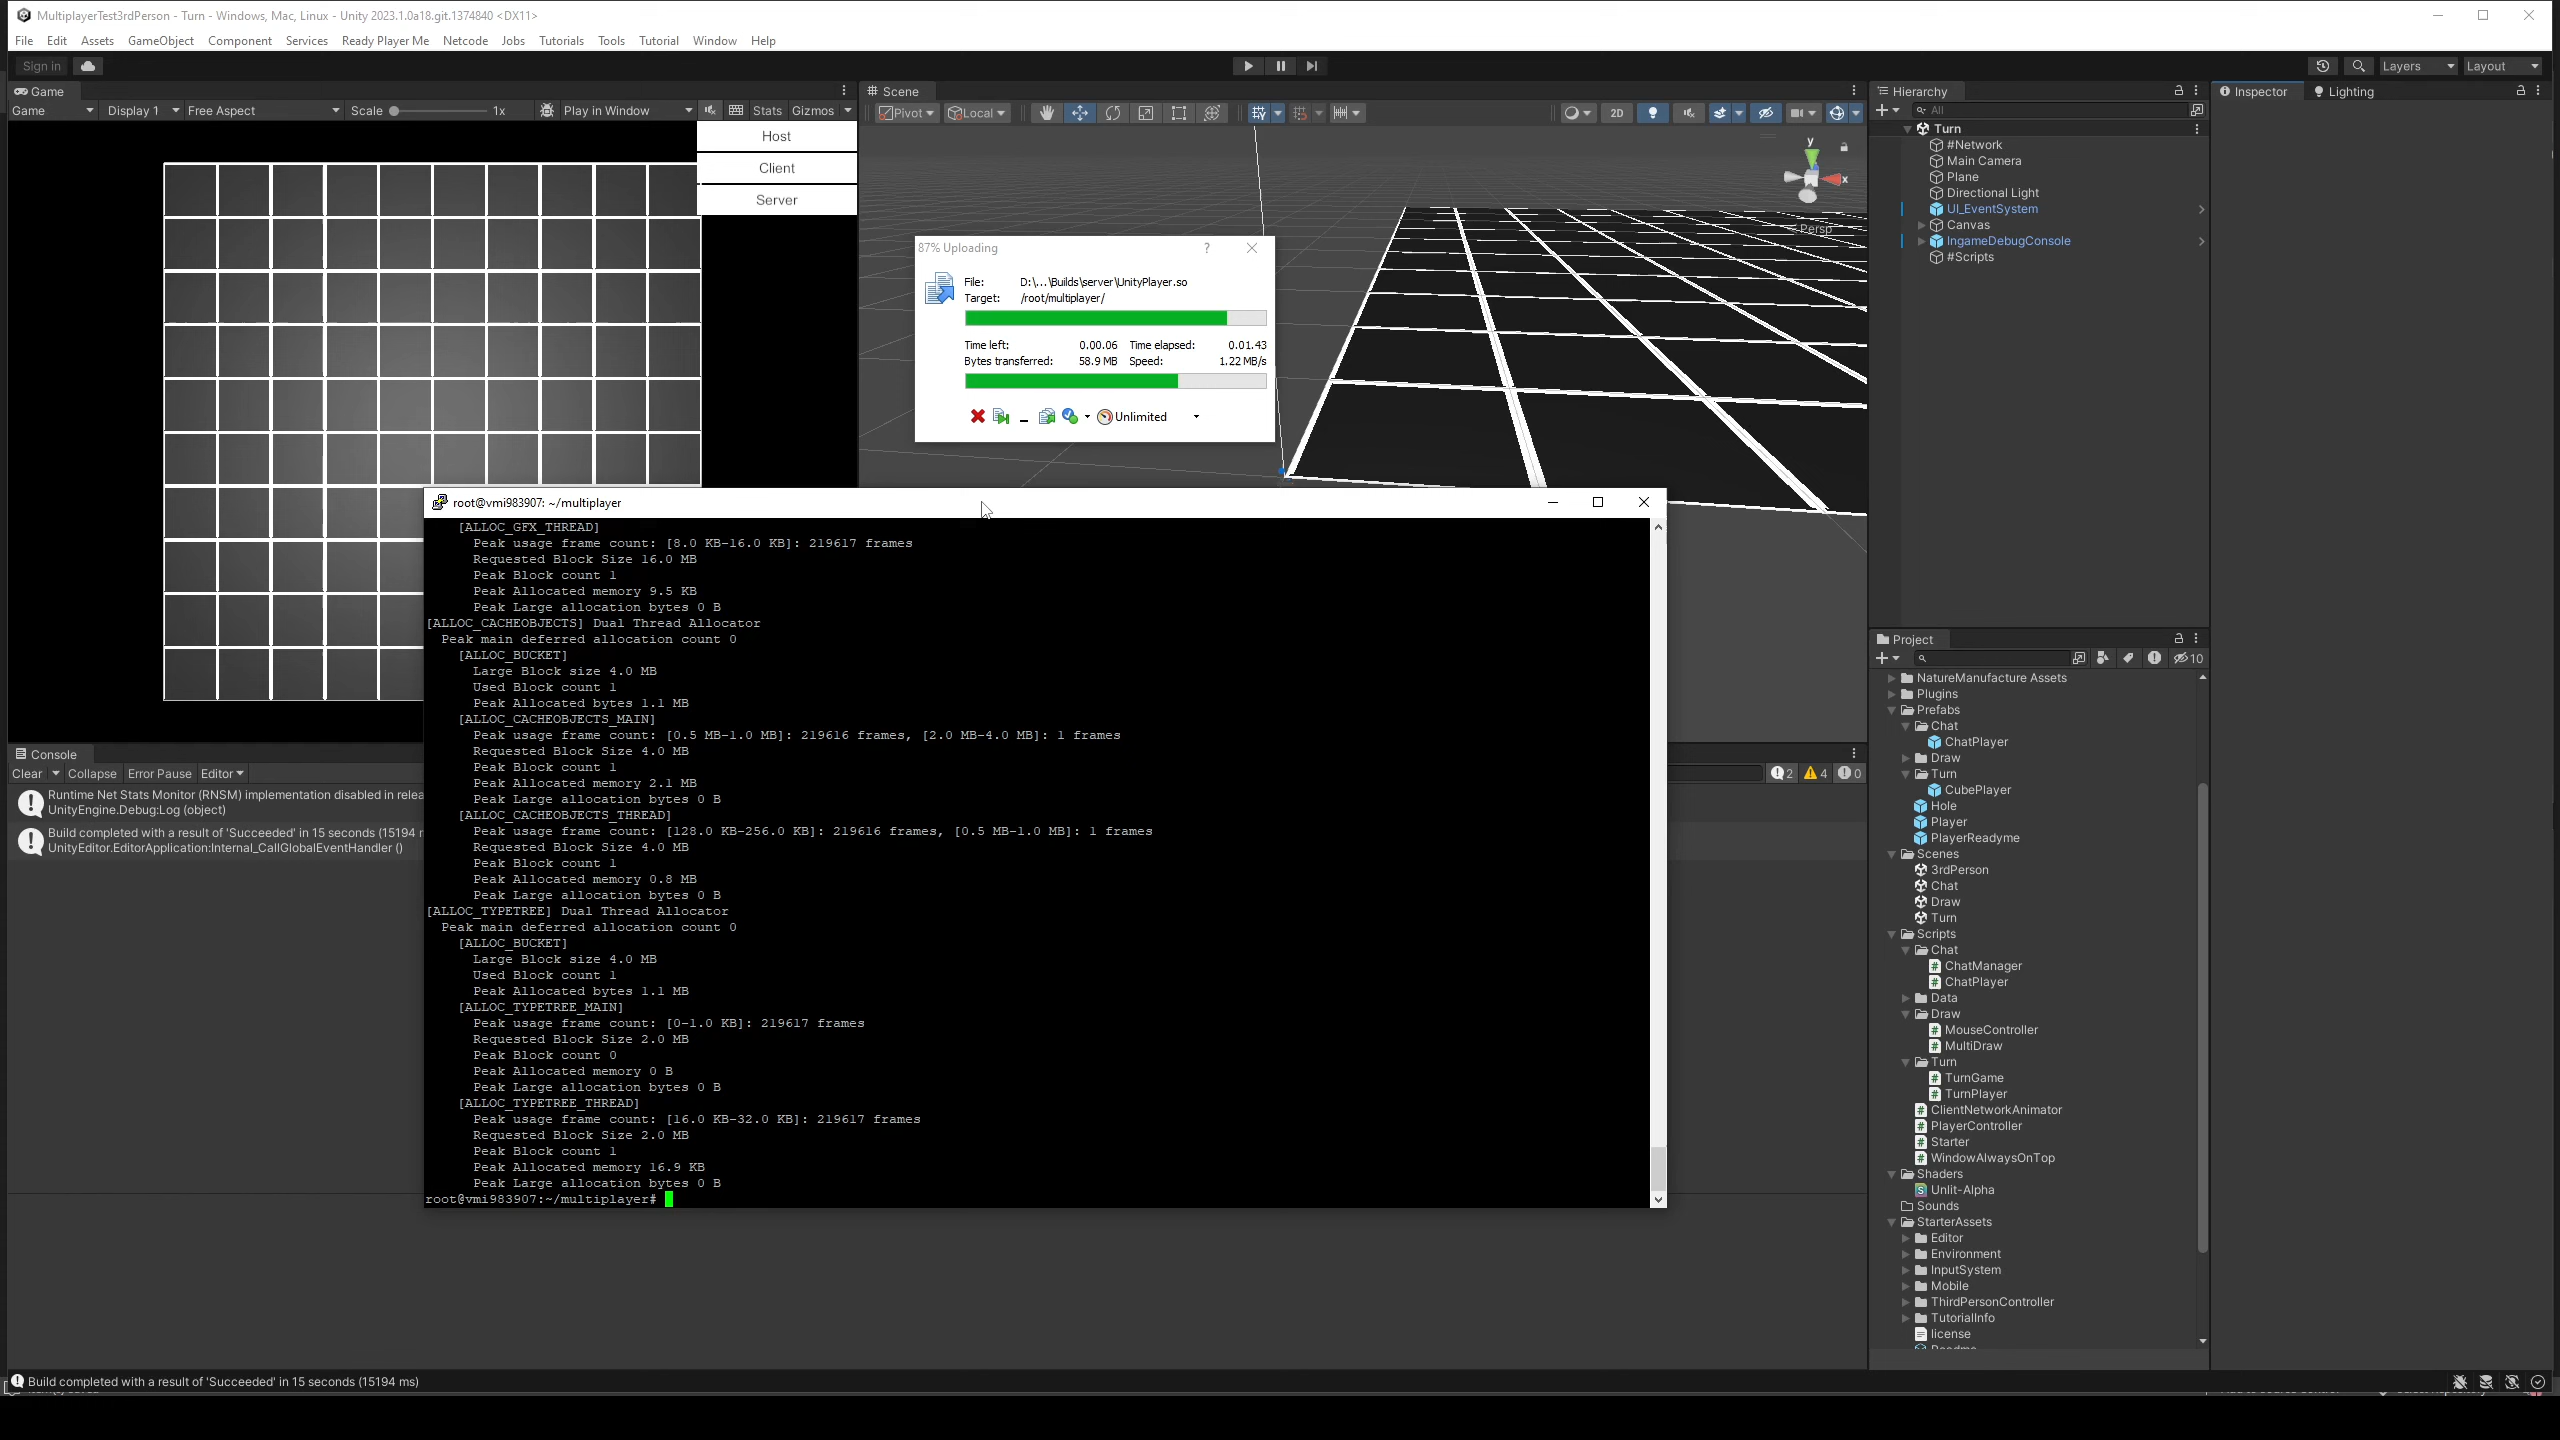 MultiplayerTest3rdPerson - Turn - Windows, Mac, Linux - Unity 2023.1.0a18.git.1374840 <DX11>
File Edit Assets GameObject Component Services Ready Player Me Netcode Jobs Tutorials Tools Tutorial Window Help
Sign in
Layers Layout
Game
Game Display 1 Free Aspect Scale 1x Play in Window Stats Gizmos
Host
Client
Server
Scene
Pivot Local 2D
y
x
Persp
87% Uploading
?
File: D:\...\Builds\server\UnityPlayer.so
Target: /root/multiplayer/
Time left: 0.00.06 Time elapsed: 0.01.43
Bytes transferred: 58.9 MB Speed: 1.22 MB/s
Unlimited
root@vmi983907: ~/multiplayer
[ALLOC_GFX_THREAD]
Peak usage frame count: [8.0 KB-16.0 KB]: 219617 frames
Requested Block Size 16.0 MB
Peak Block count 1
Peak Allocated memory 9.5 KB
Peak Large allocation bytes 0 B
[ALLOC_CACHEOBJECTS] Dual Thread Allocator
Peak main deferred allocation count 0
[ALLOC_BUCKET]
Large Block size 4.0 MB
Used Block count 1
Peak Allocated bytes 1.1 MB
[ALLOC_CACHEOBJECTS_MAIN]
Peak usage frame count: [0.5 MB-1.0 MB]: 219616 frames, [2.0 MB-4.0 MB]: 1 frames
Requested Block Size 4.0 MB
Peak Block count 1
Peak Allocated memory 2.1 MB
Peak Large allocation bytes 0 B
[ALLOC_CACHEOBJECTS_THREAD]
Peak usage frame count: [128.0 KB-256.0 KB]: 219616 frames, [0.5 MB-1.0 MB]: 1 frames
Requested Block Size 4.0 MB
Peak Block count 1
Peak Allocated memory 0.8 MB
Peak Large allocation bytes 0 B
[ALLOC_TYPETREE] Dual Thread Allocator
Peak main deferred allocation count 0
[ALLOC_BUCKET]
Large Block size 4.0 MB
Used Block count 1
Peak Allocated bytes 1.1 MB
[ALLOC_TYPETREE_MAIN]
Peak usage frame count: [0-1.0 KB]: 219617 frames
Requested Block Size 2.0 MB
Peak Block count 0
Peak Allocated memory 0 B
Peak Large allocation bytes 0 B
[ALLOC_TYPETREE_THREAD]
Peak usage frame count: [16.0 KB-32.0 KB]: 219617 frames
Requested Block Size 2.0 MB
Peak Block count 1
Peak Allocated memory 16.9 KB
Peak Large allocation bytes 0 B
root@vmi983907:~/multiplayer#
Console
Clear Collapse Error Pause Editor
2 4 0
Runtime Net Stats Monitor (RNSM) implementation disabled in relea
UnityEngine.Debug:Log (object)
Build completed with a result of 'Succeeded' in 15 seconds (15194 m
UnityEditor.EditorApplication:Internal_CallGlobalEventHandler ()
Hierarchy
All
Turn
#Network
Main Camera
Plane
Directional Light
UI_EventSystem
Canvas
IngameDebugConsole
#Scripts
Inspector Lighting
Project
10
NatureManufacture Assets
Plugins
Prefabs
Chat
ChatPlayer
Draw
Turn
CubePlayer
Hole
Player
PlayerReadyme
Scenes
3rdPerson
Chat
Draw
Turn
Scripts
Chat
ChatManager
ChatPlayer
Data
Draw
MouseController
MultiDraw
Turn
TurnGame
TurnPlayer
ClientNetworkAnimator
PlayerController
Starter
WindowAlwaysOnTop
Shaders
Unlit-Alpha
Sounds
StarterAssets
Editor
Environment
InputSystem
Mobile
ThirdPersonController
TutorialInfo
license
Build completed with a result of 'Succeeded' in 15 seconds (15194 ms)